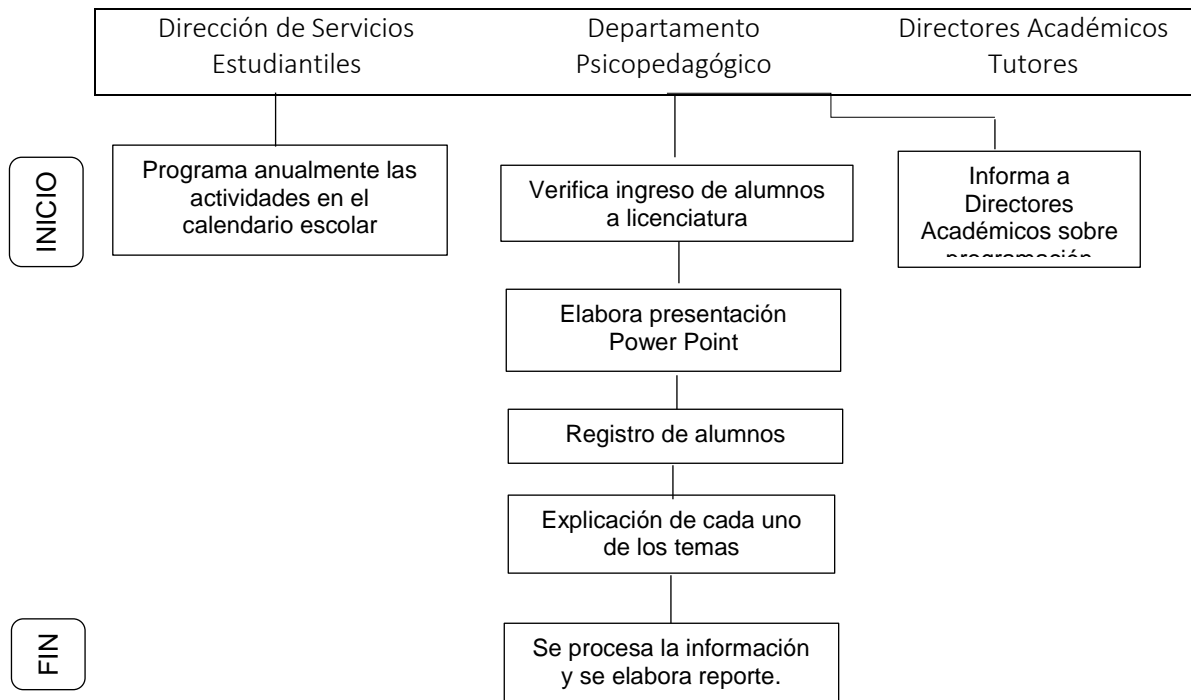 Dirección de Servicios
Estudiantiles
Departamento
Psicopedagógico
Directores Académicos
Tutores
INICIO
Programa anualmente las
actividades en el
calendario escolar
Verifica ingreso de alumnos
a licenciatura
Informa a
Directores
Académicos sobre
programación
Elabora presentación
Power Point
Registro de alumnos
Explicación de cada uno
de los temas
FIN
Se procesa la información
y se elabora reporte.